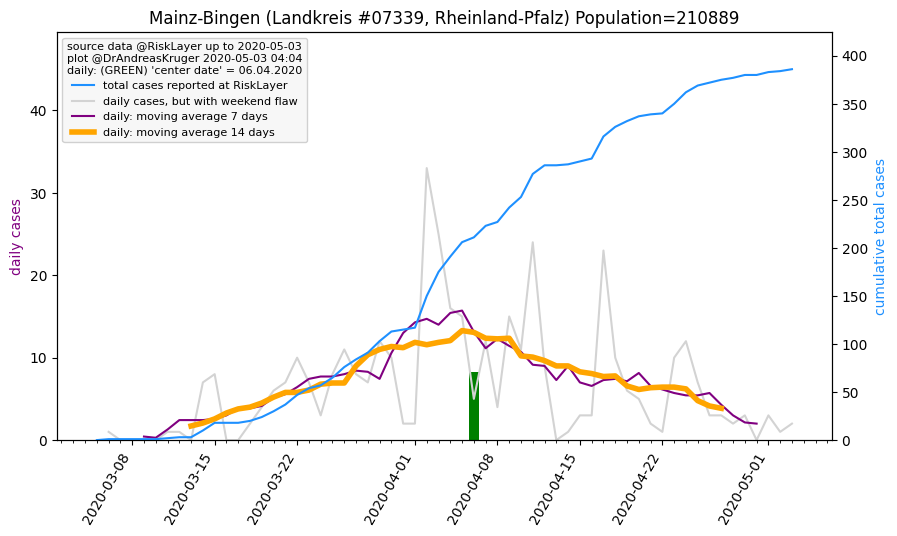 Mainz-Bingen (Landkreis #07339, Rheinland-Pfalz) Population=210889
source data @RiskLayer up to 2020-05-03
plot @DrAndreasKruger 2020-05-03 04:04
daily: (GREEN) 'center date' = 06.04.2020
total cases reported at RiskLayer
daily cases, but with weekend flaw
daily: moving average 7 days
daily: moving average 14 days
daily cases
0
10
20
30
40
cumulative total cases
0
50
100
150
200
250
300
350
400
2020-03-08
2020-03-15
2020-03-22
2020-04-01
2020-04-08
2020-04-15
2020-04-22
2020-05-01